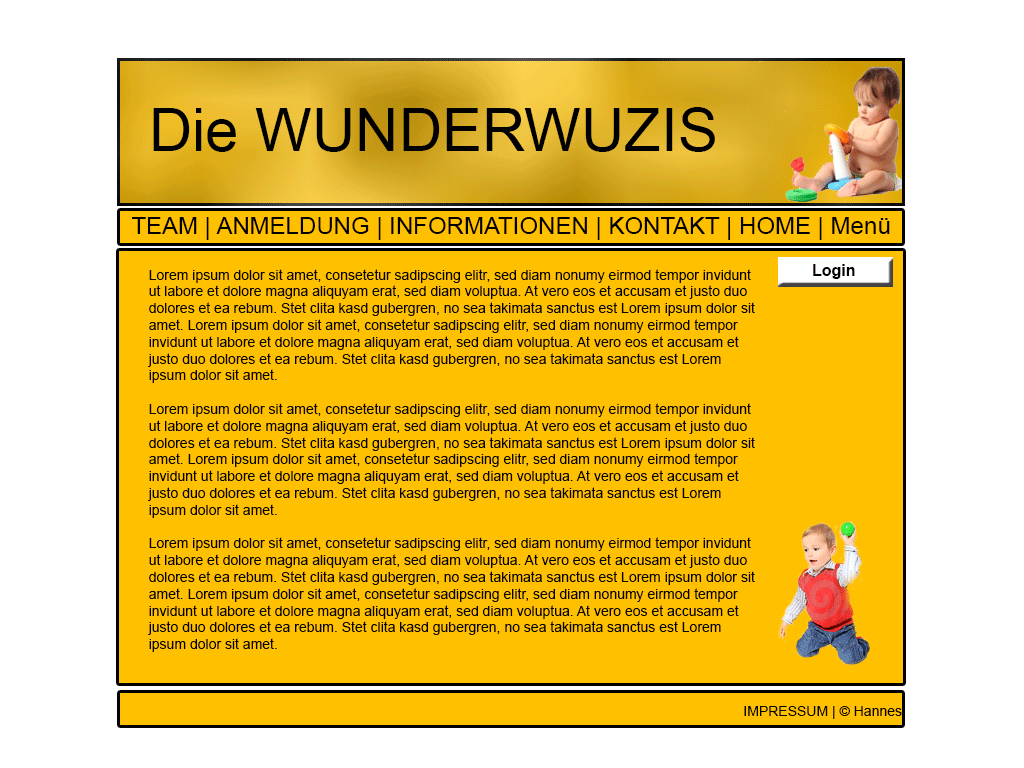 Die WUNDERWUZIS
TEAM | ANMELDUNG | INFORMATIONEN | KONTAKT | HOME | Menü
Login
Lorem ipsum dolor sit amet, consetetur sadipscing elitr, sed diam nonumy eirmod tempor invidunt
ut labore et dolore magna aliquyam erat, sed diam voluptua. At vero eos et accusam et justo duo
dolores et ea rebum. Stet clita kasd gubergren, no sea takimata sanctus est Lorem ipsum dolor sit
amet. Lorem ipsum dolor sit amet, consetetur sadipscing elitr, sed diam nonumy eirmod tempor
invidunt ut labore et dolore magna aliquyam erat, sed diam voluptua. At vero eos et accusam et
justo duo dolores et ea rebum. Stet clita kasd gubergren, no sea takimata sanctus est Lorem
ipsum dolor sit amet.
Lorem ipsum dolor sit amet, consetetur sadipscing elitr, sed diam nonumy eirmod tempor invidunt
ut labore et dolore magna aliquyam erat, sed diam voluptua. At vero eos et accusam et justo duo
dolores et ea rebum. Stet clita kasd gubergren, no sea takimata sanctus est Lorem ipsum dolor sit
amet. Lorem ipsum dolor sit amet, consetetur sadipscing elitr, sed diam nonumy eirmod tempor
invidunt ut labore et dolore magna aliquyam erat, sed diam voluptua. At vero eos et accusam et
justo duo dolores et ea rebum. Stet clita kasd gubergren, no sea takimata sanctus est Lorem
ipsum dolor sit amet.
Lorem ipsum dolor sit amet, consetetur sadipscing elitr, sed diam nonumy eirmod tempor invidunt
ut labore et dolore magna aliquyam erat, sed diam voluptua. At vero eos et accusam et justo duo
dolores et ea rebum. Stet clita kasd gubergren, no sea takimata sanctus est Lorem ipsum dolor sit
amet. Lorem ipsum dolor sit amet, consetetur sadipscing elitr, sed diam nonumy eirmod tempor
invidunt ut labore et dolore magna aliquyam erat, sed diam voluptua. At vero eos et accusam et
justo duo dolores et ea rebum. Stet clita kasd gubergren, no sea takimata sanctus est Lorem
ipsum dolor sit amet.
IMPRESSUM | © Hannes